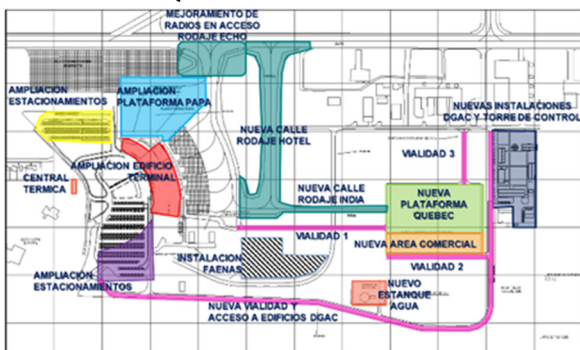 MEJORAMIENTO DE
RADIOS EN ACCESO
RODAJE ECHO
AMPLIACION
ESTACIONAMIENTOS
AMPLIACION
PLATAFORMA PAPA
NUEVAS INSTALACIONES
DGAC Y TORRE DE CONTROL
NUEVA CALLE
RODAJE HOTEL
VIALIDAD 3
AMPLIACION EDIFICIO
TERMINAL
CENTRAL
TERMICA
NUEVA CALLE
RODAJE INDIA
NUEVA
PLATAFORMA
QUEBEC
VIALIDAD 1
NUEVA AREA COMERCIAL
INSTALACION
FAENAS
VIALIDAD 2
AMPLIACION
ESTACIONAMIENTOS
NUEVO
ESTANQUE
AGUA
NUEVA VIALIDAD Y
ACCESO A EDIFICIOS DGAC